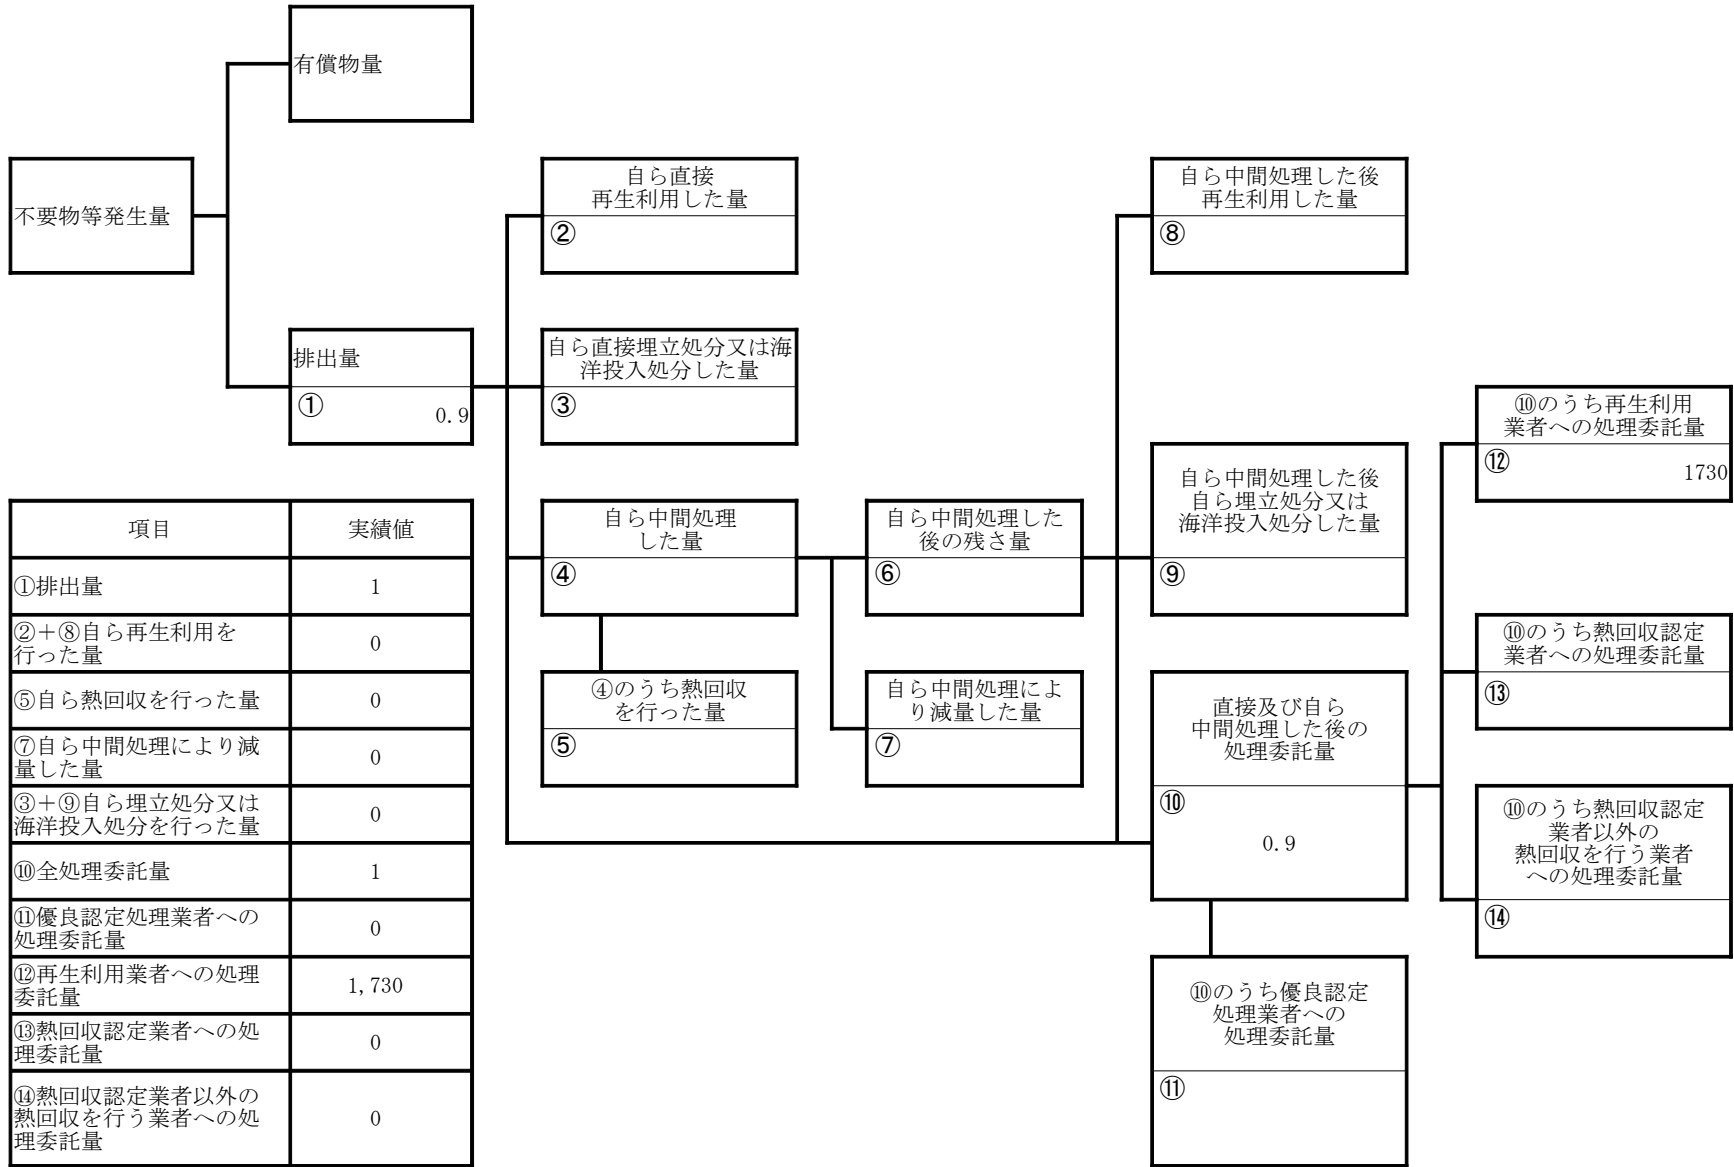 有償物量
不要物等発生量
自ら直接
再生利用した量
②
自ら中間処理した後
再生利用した量
⑧
排出量
①
0.9
自ら直接埋立処分又は海
洋投入処分した量
③
⑩のうち再生利用
業者への処理委託量
⑫
1730
自ら中間処理した後
自ら埋立処分又は
海洋投入処分した量
⑨
自ら中間処理
した量
④
自ら中間処理した
後の残さ量
⑥
⑩のうち熱回収認定
業者への処理委託量
⑬
④のうち熱回収
を行った量
⑤
自ら中間処理によ
り減量した量
⑦
直接及び自ら
中間処理した後の
処理委託量
⑩
0.9
⑩のうち熱回収認定
業者以外の
熱回収を行う業者
への処理委託量
⑭
⑩のうち優良認定
処理業者への
処理委託量
⑪
項目 実績値
①排出量 1
②＋⑧自ら再生利用を
行った量 0
⑤自ら熱回収を行った量 0
⑦自ら中間処理により減
量した量 0
③＋⑨自ら埋立処分又は
海洋投入処分を行った量 0
⑩全処理委託量 1
⑪優良認定処理業者への
処理委託量 0
⑫再生利用業者への処理
委託量 1,730
⑬熱回収認定業者への処
理委託量 0
⑭熱回収認定業者以外の
熱回収を行う業者への処
理委託量 0